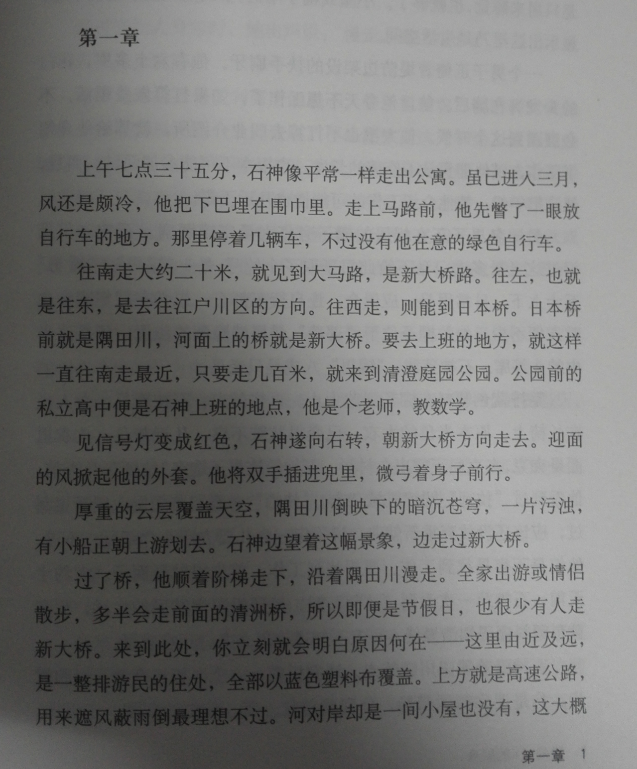 第一章
上午七点三十五分，石神像平常一样走出公寓。虽已进入三月，
风还是颇冷，他把下巴埋在围巾里。走上马路前，他先瞥了一眼放
自行车的地方。那里停着几辆车，不过没有他在意的绿色自行车。
往南走大约二十米，就见到大马路，是新大桥路。往左，也就
是往东，是去往江户川区的方向。往西走，则能到日本桥。日本桥
前就是隅田川，河面上的桥就是新大桥。要去上班的地方，就这样
一直往南走最近，只要走几百米，就来到清澄庭园公园。公园前的
私立高中便是石神上班的地点，他是个老师，教数学。
见信号灯变成红色，石神遂向右转，朝新大桥方向走去。迎面
的风掀起他的外套。他将双手插进兜里，微弓着身子前行。
厚重的云层覆盖天空，隅田川倒映下的暗沉苍穹，一片污浊，
有小船正朝上游划去。石神边望着这幅景象，边走过新大桥。
过了桥，他顺着阶梯走下，沿着隅田川漫走。全家出游或情侣
散步，多半会走前面的清洲桥，所以即便是节假日，也很少有人走
新大桥。来到此处，你立刻就会明白原因何在——这里由近及远，
是一整排游民的住处，全部以蓝色塑料布覆盖。上方就是高速公路，
用来遮风蔽雨倒最理想不过。河对岸却是一间小屋也没有，这大概
第一章 1